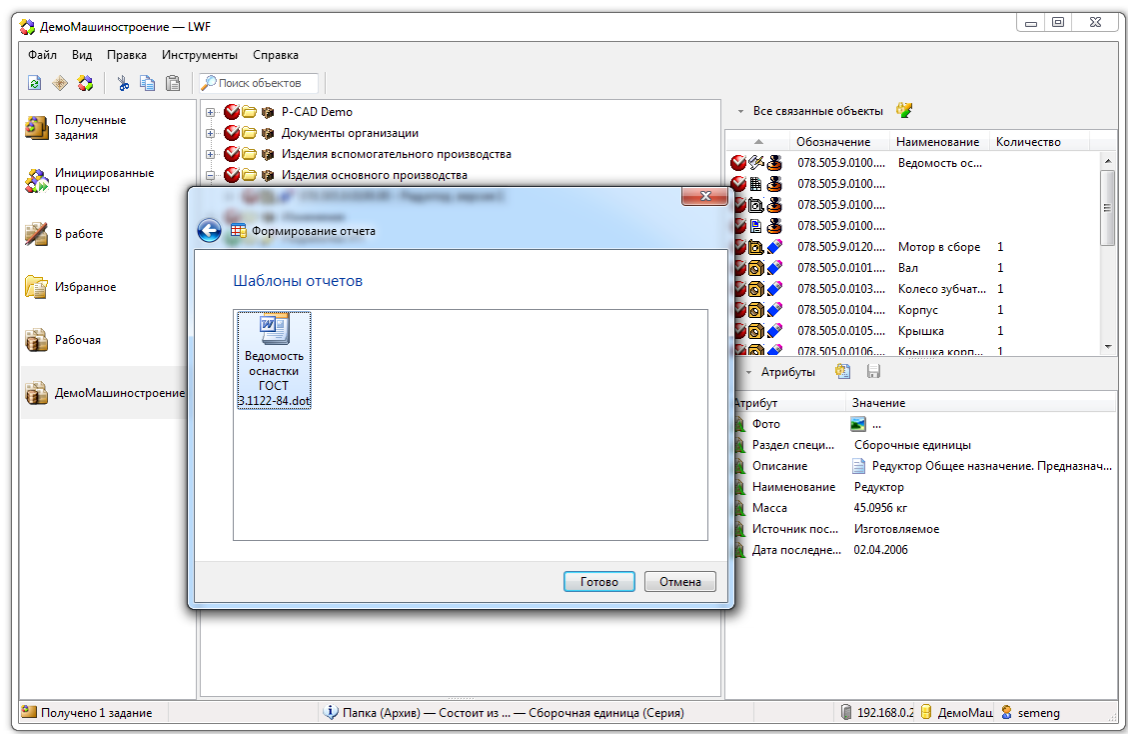 ДемоМашиностроение — LWF
Файл Вид Правка Инструменты Справка
Поиск объектов
Полученные
задания
Инициированные
процессы
В работе
Избранное
Рабочая
ДемоМашиностроение
P-CAD Demo
Документы организации
Изделия вспомогательного производства
Изделия основного производства
Формирование отчета
Шаблоны отчетов
Ведомость
оснастки
ГОСТ
3.1122-84.dot
Готово Отмена
Все связанные объекты
Обозначение Наименование Количество
078.505.9.0100.... Ведомость ос...
078.505.9.0100....
078.505.9.0100....
078.505.9.0100....
078.505.9.0120.... Мотор в сборе 1
078.505.0.0101.... Вал 1
078.505.0.0103.... Колесо зубчат... 1
078.505.0.0104.... Корпус 1
078.505.0.0105.... Крышка 1
078.505.0.0106.... Крышка корп... 1
Атрибуты
Атрибут Значение
Фото ...
Раздел специ... Сборочные единицы
Описание Редуктор Общее назначение. Предназнач...
Наименование Редуктор
Масса 45.0956 кг
Источник пос... Изготовляемое
Дата последне... 02.04.2006
Получено 1 задание Папка (Архив) — Состоит из ... — Сборочная единица (Серия) 192.168.0.2 ДемоМаш semeng